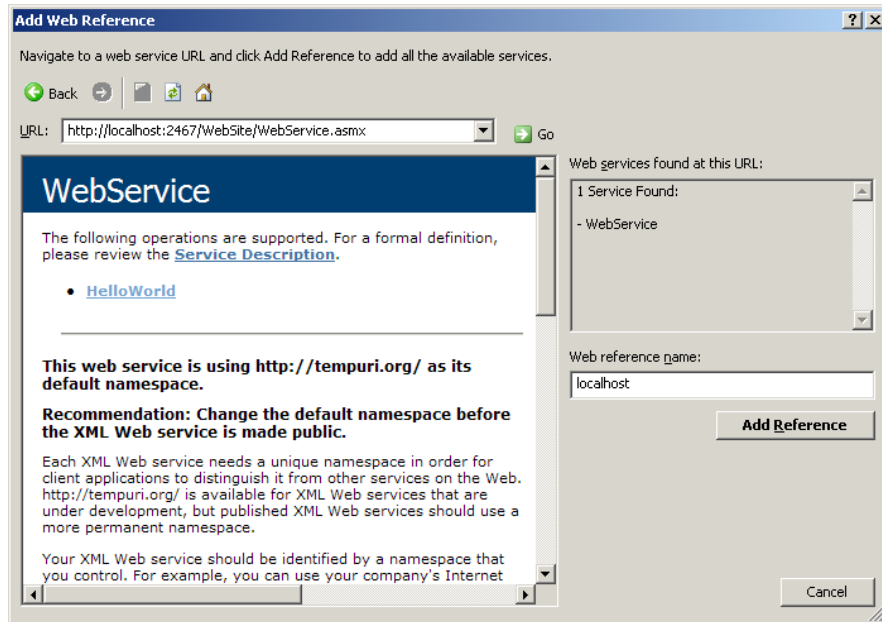 Add Web Reference
Navigate to a web service URL and click Add Reference to add all the available services.
Back
URL: http://localhost:2467/WebSite/WebService.asmx Go
WebService
The following operations are supported. For a formal definition,
please review the Service Description.
• HelloWorld
This web service is using http://tempuri.org/ as its
default namespace.
Recommendation: Change the default namespace before
the XML Web service is made public.
Each XML Web service needs a unique namespace in order for
client applications to distinguish it from other services on the Web.
http://tempuri.org/ is available for XML Web services that are
under development, but published XML Web services should use a
more permanent namespace.
Your XML Web service should be identified by a namespace that
you control. For example, you can use your company's Internet
Web services found at this URL:
1 Service Found:
- WebService
Web reference name:
localhost
Add Reference
Cancel